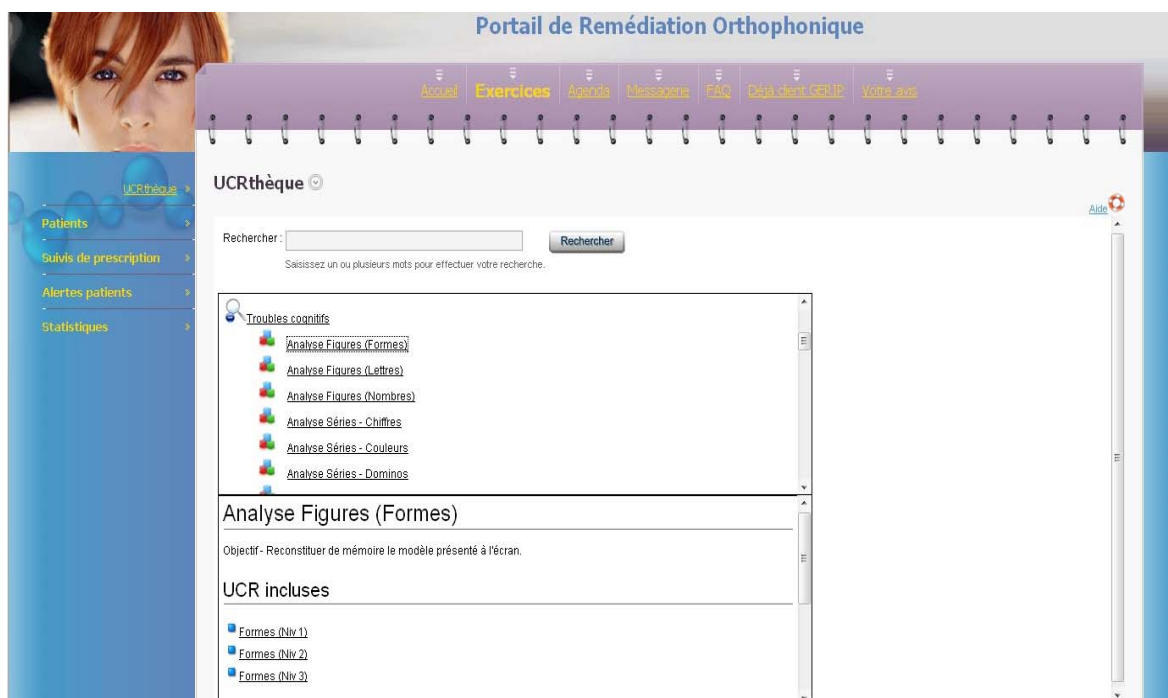 Portail de Remédiation Orthophonique
Accueil Exercices Agenda Messagerie FAQ Déjà client GERIP Votre avis
UCRthèque
Patients
Suivis de prescription
Alertes patients
Statistiques
UCRthèque
Aide
Rechercher : Rechercher
Saisissez un ou plusieurs mots pour effectuer votre recherche.
Troubles cognitifs
Analyse Figures (Formes)
Analyse Figures (Lettres)
Analyse Figures (Nombres)
Analyse Séries - Chiffres
Analyse Séries - Couleurs
Analyse Séries - Dominos
Analyse Figures (Formes)
Objectif - Reconstituer de mémoire le modèle présenté à l'écran.
UCR incluses
Formes (Niv 1)
Formes (Niv 2)
Formes (Niv 3)